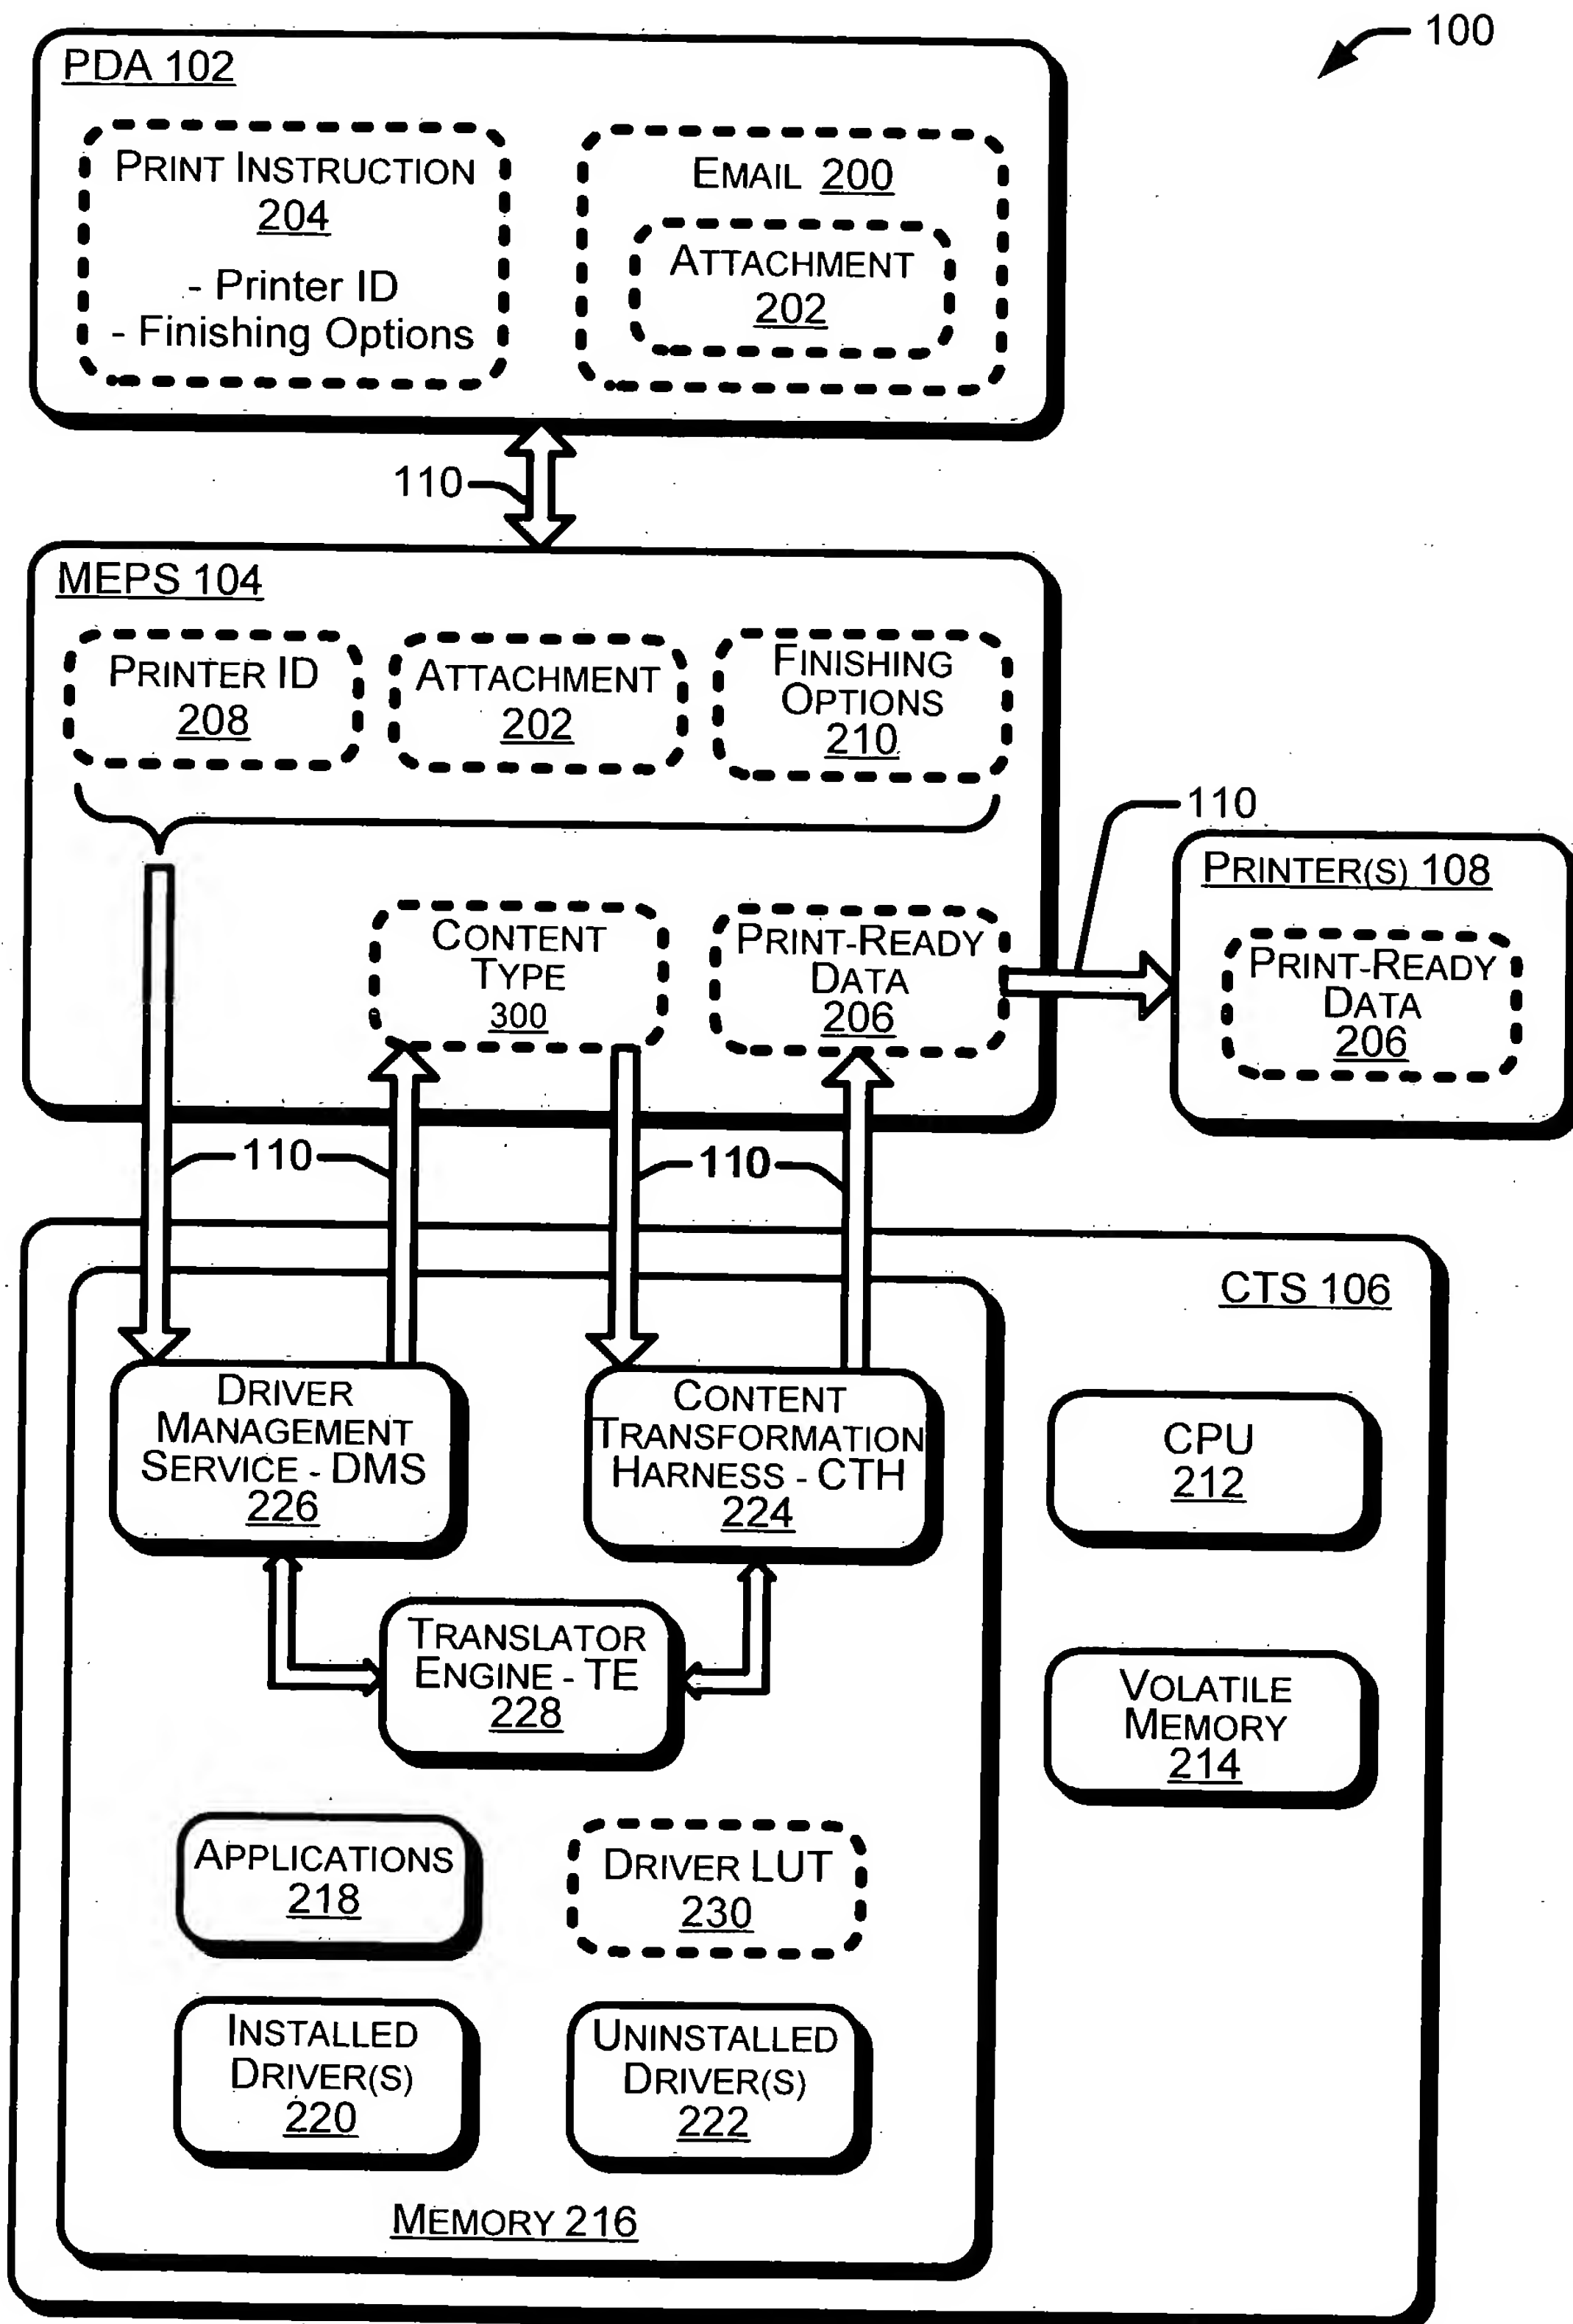 100
PDA 102
PRINT INSTRUCTION
204
- Printer ID
- Finishing Options
EMAIL 200
ATTACHMENT
202
110
MEPS 104
PRINTER ID
208
ATTACHMENT
202
FINISHING
OPTIONS
210
110
CONTENT
TYPE
300
PRINT-READY
DATA
206
PRINTER(S) 108
PRINT-READY
DATA
206
110
110
CTS 106
DRIVER
MANAGEMENT
SERVICE - DMS
226
CONTENT
TRANSFORMATION
HARNESS - CTH
224
CPU
212
TRANSLATOR
ENGINE - TE
228
VOLATILE
MEMORY
214
APPLICATIONS
218
DRIVER LUT
230
INSTALLED
DRIVER(S)
220
UNINSTALLED
DRIVER(S)
222
MEMORY 216